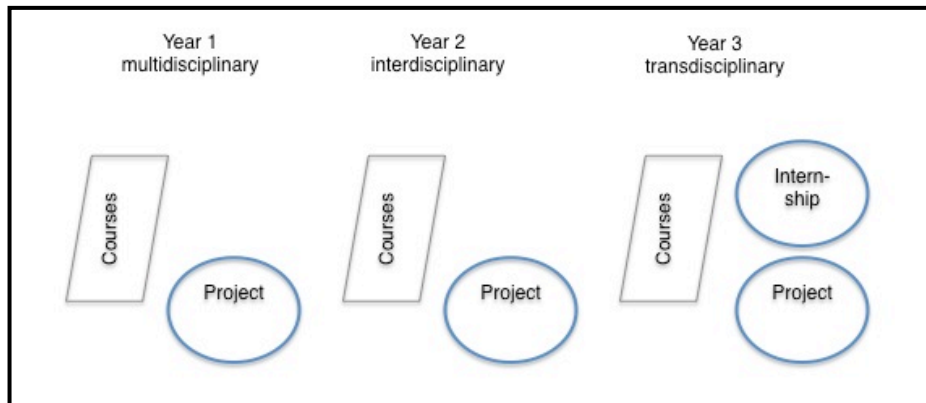 Year 1
multidisciplinary
Year 2
interdisciplinary
Year 3
transdisciplinary
Courses
Project
Courses
Project
Courses
Intern-
ship
Project